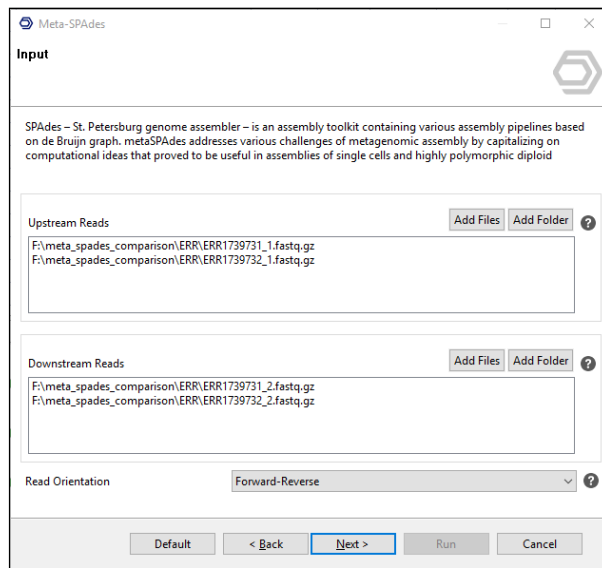 Meta-SPAdes
Input
SPAdes – St. Petersburg genome assembler – is an assembly toolkit containing various assembly pipelines based
on de Bruijn graph. metaSPAdes addresses various challenges of metagenomic assembly by capitalizing on
computational ideas that proved to be useful in assemblies of single cells and highly polymorphic diploid
Upstream Reads
Add Files
Add Folder
?
F:\meta_spades_comparison\ERR\ERR1739731_1.fastq.gz
F:\meta_spades_comparison\ERR\ERR1739732_1.fastq.gz
Downstream Reads
Add Files
Add Folder
?
F:\meta_spades_comparison\ERR\ERR1739731_2.fastq.gz
F:\meta_spades_comparison\ERR\ERR1739732_2.fastq.gz
Read Orientation
Forward-Reverse
?
Default
< Back
Next >
Run
Cancel